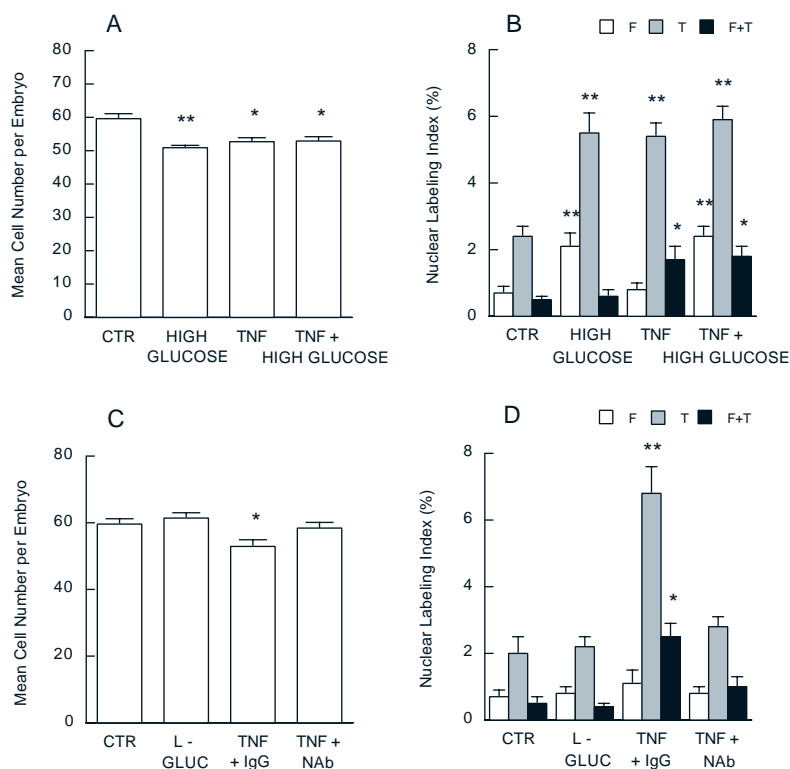 A
Mean Cell Number per Embryo
80
70
60
50
40
30
20
10
0
**
*
*
CTR
HIGH
GLUCOSE
TNF
TNF +
HIGH GLUCOSE
B
F
T
F+T
Nuclear Labeling Index (%)
8
6
4
2
0
**
**
**
*
**
**
*
CTR
HIGH
GLUCOSE
TNF
TNF +
HIGH GLUCOSE
C
Mean Cell Number per Embryo
80
60
40
20
0
*
CTR
L -
GLUC
TNF
+ IgG
TNF +
NAb
D
F
T
F+T
Nuclear Labeling Index (%)
8
6
4
2
0
**
*
CTR
L -
GLUC
TNF
+ IgG
TNF +
NAb